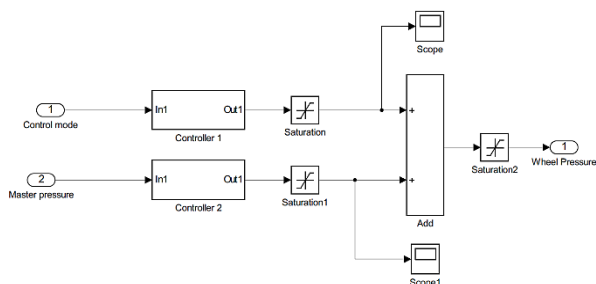 Scope
1
In1
Out1
+
Control mode
Controller 1
Saturation
1
Wheel Pressure
Saturation2
2
In1
Out1
+
Master pressure
Controller 2
Saturation1
Add
Scope1